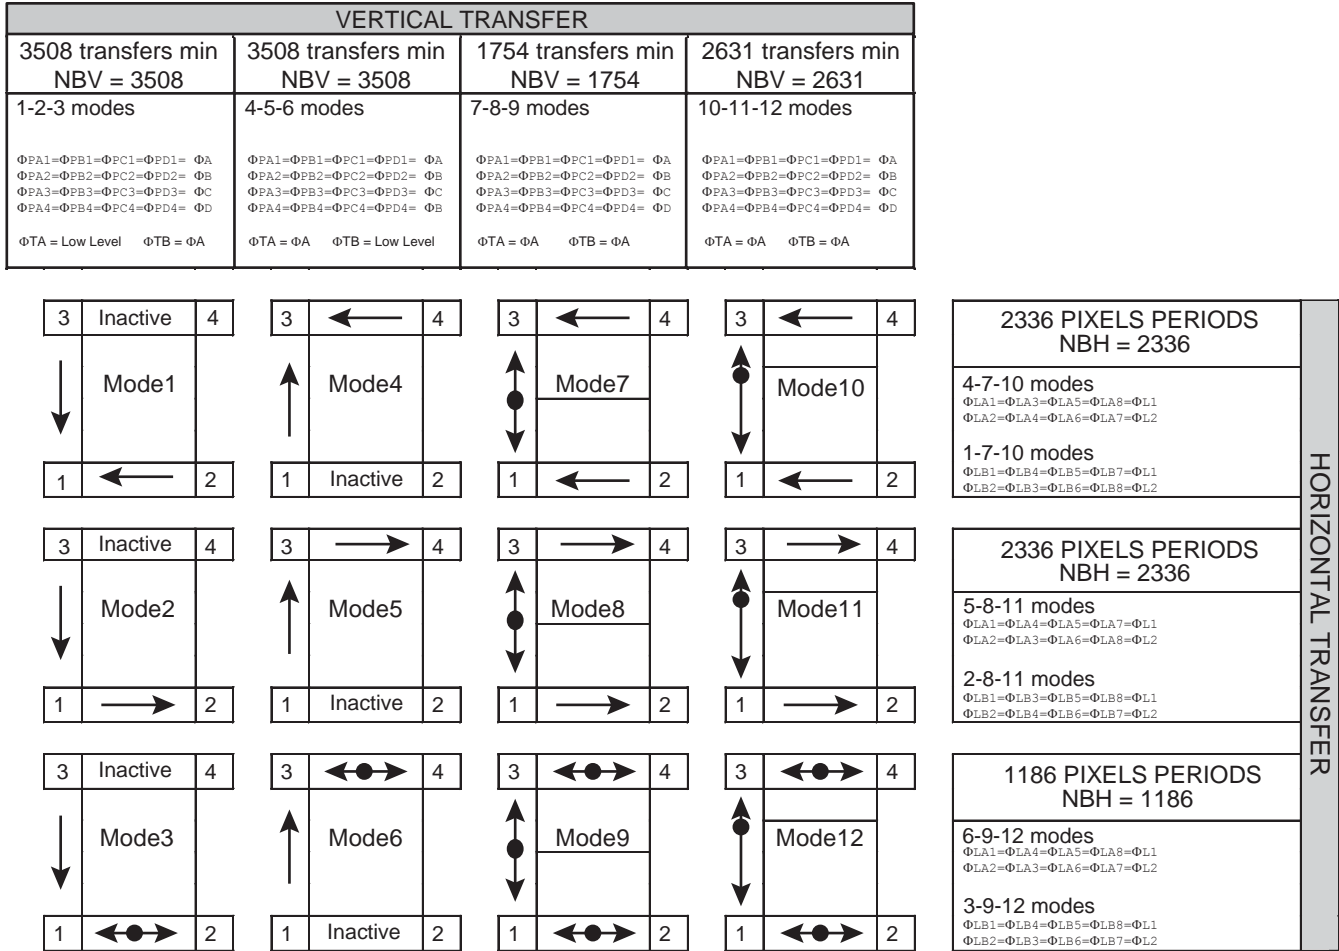 VERTICAL TRANSFER
3508 transfers min
NBV = 3508
3508 transfers min
NBV = 3508
1754 transfers min
NBV = 1754
2631 transfers min
NBV = 2631
1-2-3 modes
ΦPA1=ΦPB1=ΦPC1=ΦPD1= ΦA
ΦPA2=ΦPB2=ΦPC2=ΦPD2= ΦB
ΦPA3=ΦPB3=ΦPC3=ΦPD3= ΦC
ΦPA4=ΦPB4=ΦPC4=ΦPD4= ΦD
ΦTA = Low Level ΦTB = ΦA
4-5-6 modes
ΦPA1=ΦPB1=ΦPC1=ΦPD1= ΦA
ΦPA2=ΦPB2=ΦPC2=ΦPD2= ΦB
ΦPA3=ΦPB3=ΦPC3=ΦPD3= ΦC
ΦPA4=ΦPB4=ΦPC4=ΦPD4= ΦB
ΦTA = ΦA ΦTB = Low Level
7-8-9 modes
ΦPA1=ΦPB1=ΦPC1=ΦPD1= ΦA
ΦPA2=ΦPB2=ΦPC2=ΦPD2= ΦB
ΦPA3=ΦPB3=ΦPC3=ΦPD3= ΦC
ΦPA4=ΦPB4=ΦPC4=ΦPD4= ΦD
ΦTA = ΦA ΦTB = ΦA
10-11-12 modes
ΦPA1=ΦPB1=ΦPC1=ΦPD1= ΦA
ΦPA2=ΦPB2=ΦPC2=ΦPD2= ΦB
ΦPA3=ΦPB3=ΦPC3=ΦPD3= ΦC
ΦPA4=ΦPB4=ΦPC4=ΦPD4= ΦD
ΦTA = ΦA ΦTB = ΦA
3 Inactive 4
Mode1
1 2
3 4
Mode4
1 Inactive 2
3 4
Mode7
1 2
3 4
Mode10
1 2
2336 PIXELS PERIODS
NBH = 2336
4-7-10 modes
ΦLA1=ΦLA3=ΦLA5=ΦLA8=ΦL1
ΦLA2=ΦLA4=ΦLA6=ΦLA7=ΦL2
1-7-10 modes
ΦLB1=ΦLB4=ΦLB5=ΦLB7=ΦL1
ΦLB2=ΦLB3=ΦLB6=ΦLB8=ΦL2
3 Inactive 4
Mode2
1 2
3 4
Mode5
1 Inactive 2
3 4
Mode8
1 2
3 4
Mode11
1 2
2336 PIXELS PERIODS
NBH = 2336
5-8-11 modes
ΦLA1=ΦLA4=ΦLA5=ΦLA7=ΦL1
ΦLA2=ΦLA3=ΦLA6=ΦLA8=ΦL2
2-8-11 modes
ΦLB1=ΦLB3=ΦLB5=ΦLB8=ΦL1
ΦLB2=ΦLB4=ΦLB6=ΦLB7=ΦL2
3 Inactive 4
Mode3
1 2
3 4
Mode6
1 Inactive 2
3 4
Mode9
1 2
3 4
Mode12
1 2
1186 PIXELS PERIODS
NBH = 1186
6-9-12 modes
ΦLA1=ΦLA4=ΦLA5=ΦLA8=ΦL1
ΦLA2=ΦLA3=ΦLA6=ΦLA7=ΦL2
3-9-12 modes
ΦLB1=ΦLB4=ΦLB5=ΦLB8=ΦL1
ΦLB2=ΦLB3=ΦLB6=ΦLB7=ΦL2
HORIZONTAL TRANSFER